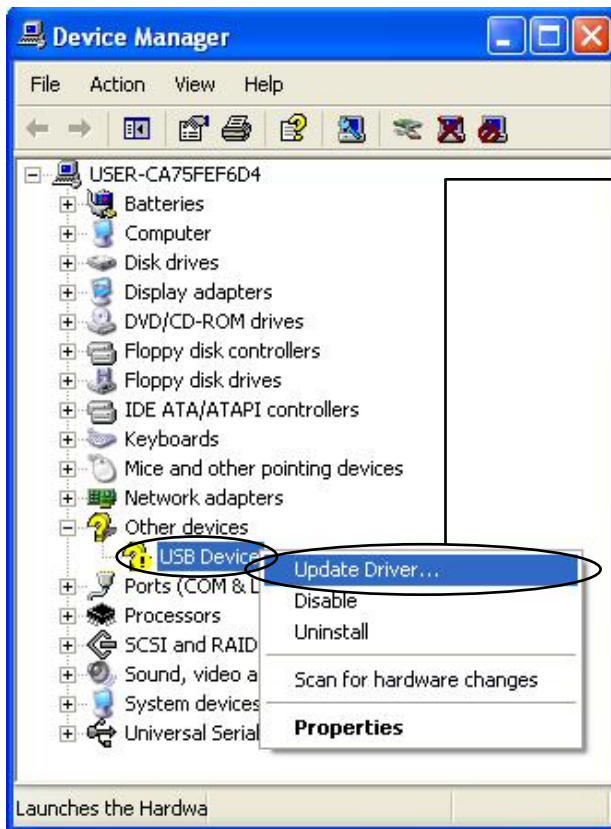 Device Manager
File Action View Help
USER-CA75FEF6D4
Batteries
Computer
Disk drives
Display adapters
DVD/CD-ROM drives
Floppy disk controllers
Floppy disk drives
IDE ATA/ATAPI controllers
Keyboards
Mice and other pointing devices
Network adapters
Other devices
USB Device
Ports (COM & L
Processors
SCSI and RAID
Sound, video a
System devices
Universal Serial
Update Driver...
Disable
Uninstall
Scan for hardware changes
Properties
Launches the Hardwa